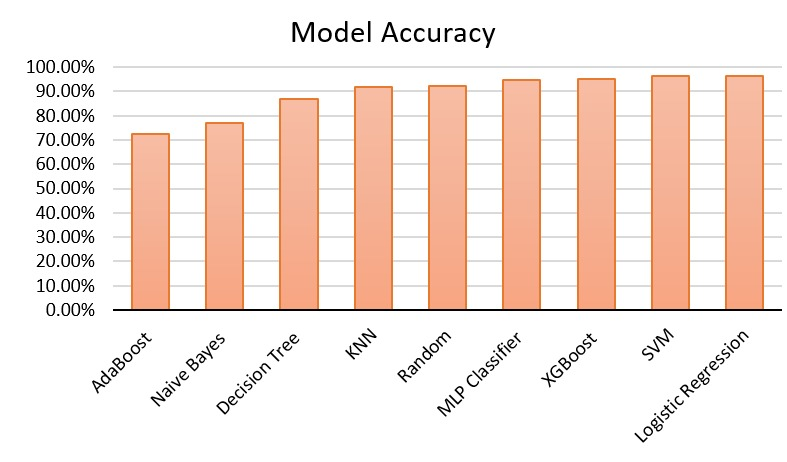 Model Accuracy
100.00%
90.00%
80.00%
70.00%
60.00%
50.00%
40.00%
30.00%
20.00%
10.00%
0.00%
AdaBoost
Naive Bayes
Decision Tree
KNN
Random
MLP Classifier
XGBoost
SVM
Logistic Regression